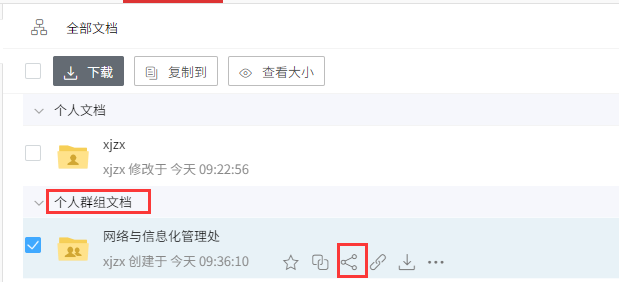 全部文档
下载 复制到 查看大小
个人文档
xjzx
xjzx 修改于 今天 09:22:56
个人群组文档
网络与信息化管理处
xjzx 创建于 今天 09:36:10